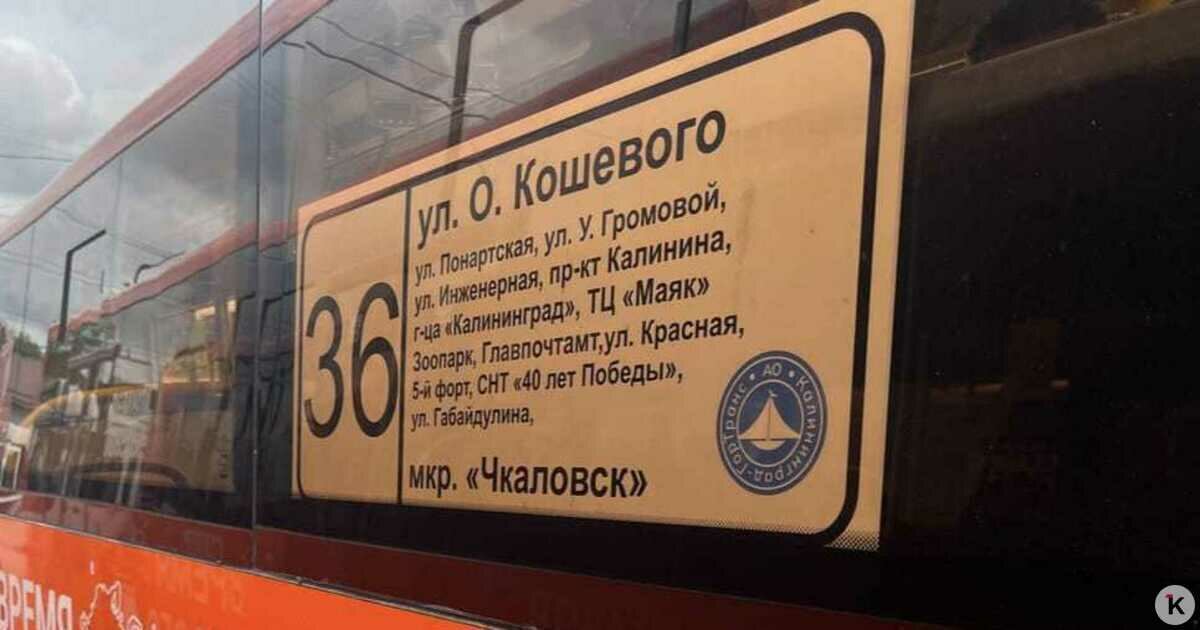 36
ул. О. Кошевого
ул. Понартская, ул. У. Громовой,
ул. Инженерная, пр-кт Калинина,
г-ца «Калининград», ТЦ «Маяк»
Зоопарк, Главпочтамт,ул. Красная,
5-й форт, СНТ «40 лет Победы»,
ул. Габайдулина,
мкр. «Чкаловск»
• АО • Калининград-ГорТранс
ВРЕМЯ
K